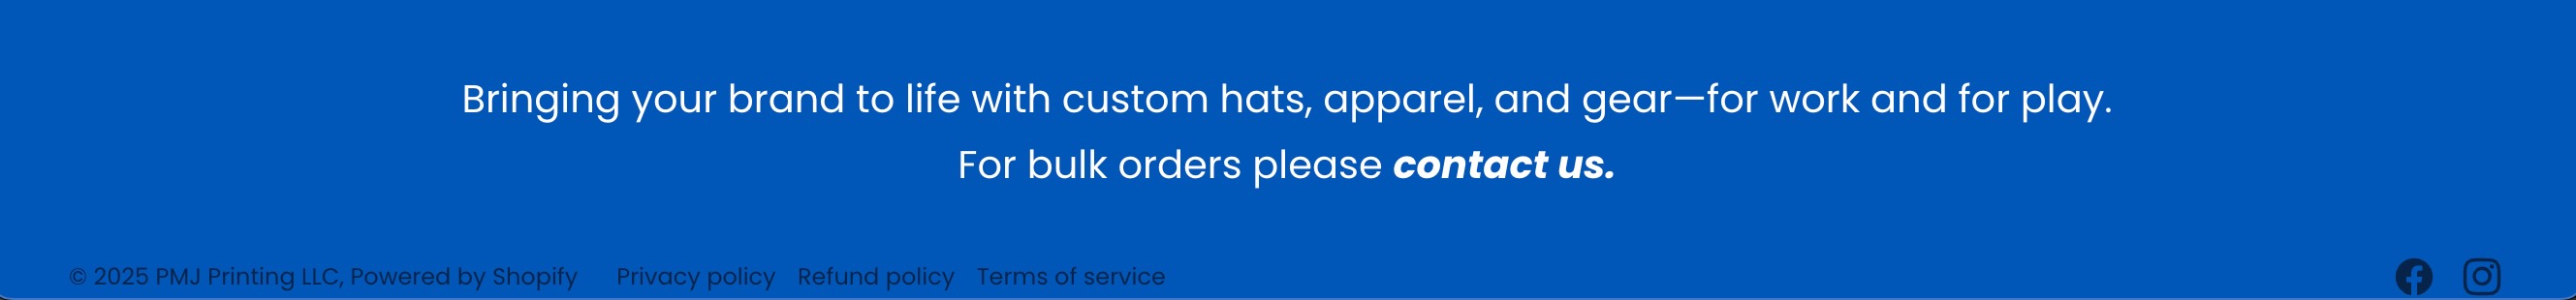 Bringing your brand to life with custom hats, apparel, and gear—for work and for play.
For bulk orders please contact us.
© 2025 PMJ Printing LLC, Powered by Shopify Privacy policy Refund policy Terms of service